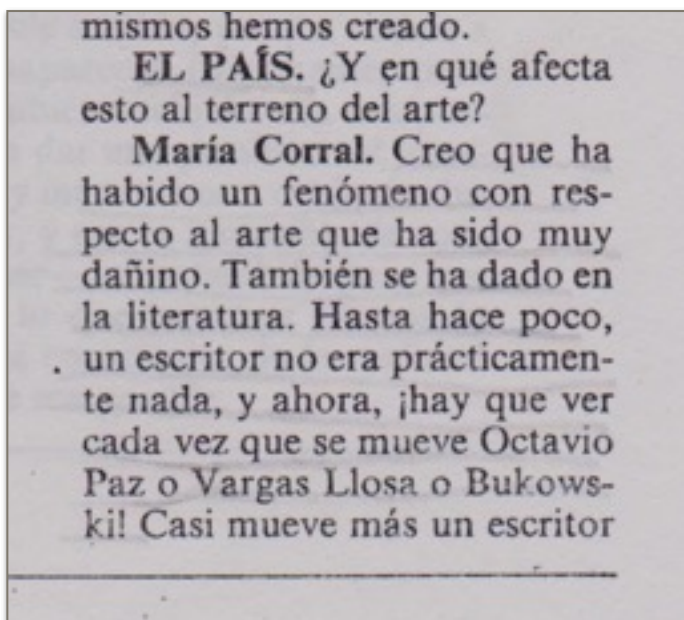 mismos hemos creado.
EL PAÍS. ¿Y en qué afecta
esto al terreno del arte?
María Corral. Creo que ha
habido un fenómeno con res-
pecto al arte que ha sido muy
dañino. También se ha dado en
la literatura. Hasta hace poco,
un escritor no era prácticamen-
te nada, y ahora, ¡hay que ver
cada vez que se mueve Octavio
Paz o Vargas Llosa o Bukows-
ki! Casi mueve más un escritor